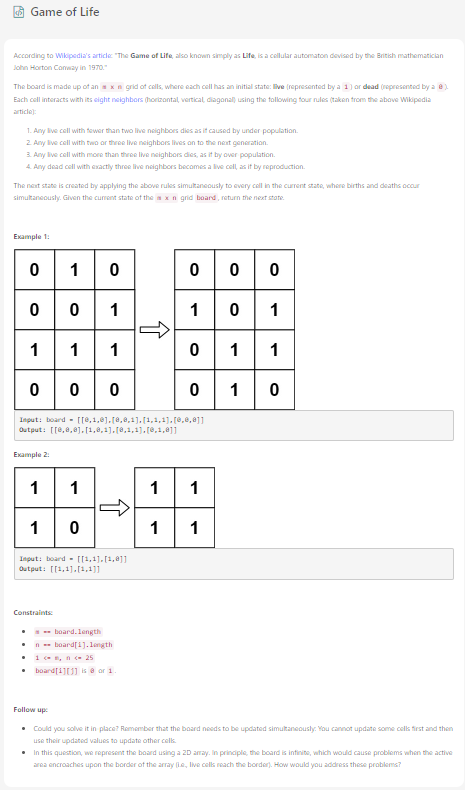 Game of Life
According to Wikipedia's article: "The Game of Life, also known simply as Life, is a cellular automaton devised by the British mathematician
John Horton Conway in 1970."
The board is made up of an m x n grid of cells, where each cell has an initial state: live (represented by a 1) or dead (represented by a 0).
Each cell interacts with its eight neighbors (horizontal, vertical, diagonal) using the following four rules (taken from the above Wikipedia
article):
1. Any live cell with fewer than two live neighbors dies as if caused by under-population.
2. Any live cell with two or three live neighbors lives on to the next generation.
3. Any live cell with more than three live neighbors dies, as if by over-population.
4. Any dead cell with exactly three live neighbors becomes a live cell, as if by reproduction.
The next state is created by applying the above rules simultaneously to every cell in the current state, where births and deaths occur
simultaneously. Given the current state of the m x n grid board, return the next state.
Example 1:
0 1 0 0 0 0
0 0 1 1 0 1
1 1 1 0 1 1
0 0 0 0 1 0
Input: board = [[0,1,0],[0,0,1],[1,1,1],[0,0,0]]
Output: [[0,0,0],[1,0,1],[0,1,1],[0,1,0]]
Example 2:
1 1 1 1
1 0 1 1
Input: board = [[1,1],[1,0]]
Output: [[1,1],[1,1]]
Constraints:
• m == board.length
• n == board[i].length
• 1 <= m, n <= 25
• board[i][j] is 0 or 1.
Follow up:
• Could you solve it in-place? Remember that the board needs to be updated simultaneously: You cannot update some cells first and then
use their updated values to update other cells.
• In this question, we represent the board using a 2D array. In principle, the board is infinite, which would cause problems when the active
area encroaches upon the border of the array (i.e., live cells reach the border). How would you address these problems?